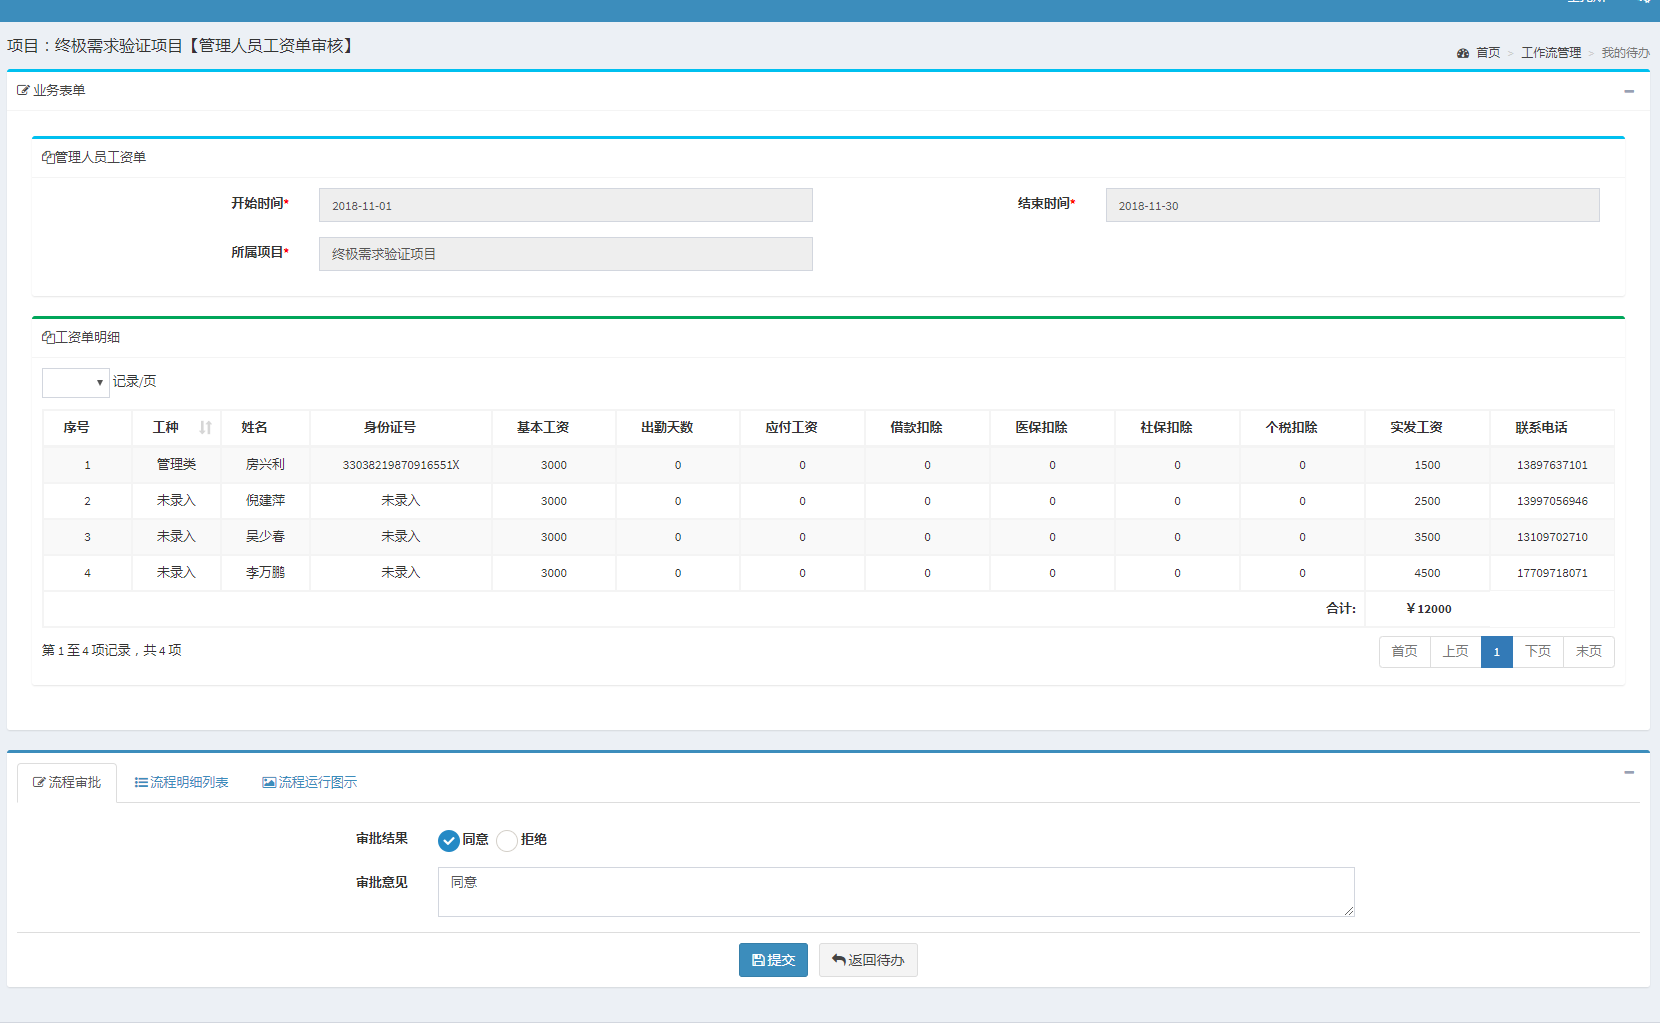 项目：终极需求验证项目【管理人员工资单审核】
首页 > 工作流管理 > 我的待办
业务表单
管理人员工资单
开始时间* 2018-11-01 结束时间* 2018-11-30
所属项目* 终极需求验证项目
工资单明细
记录/页
序号 工种 姓名 身份证号 基本工资 出勤天数 应付工资 借款扣除 医保扣除 社保扣除 个税扣除 实发工资 联系电话
1 管理类 房兴利 33038219870916551X 3000 0 0 0 0 0 0 1500 13897637101
2 未录入 倪建萍 未录入 3000 0 0 0 0 0 0 2500 13997056946
3 未录入 吴少春 未录入 3000 0 0 0 0 0 0 3500 13109702710
4 未录入 李万鹏 未录入 3000 0 0 0 0 0 0 4500 17709718071
合计: ￥12000
第 1 至 4 项记录，共 4 项
首页 上页 1 下页 末页
流程审批 流程明细列表 流程运行图示
审批结果 同意 拒绝
审批意见 同意
提交 返回待办